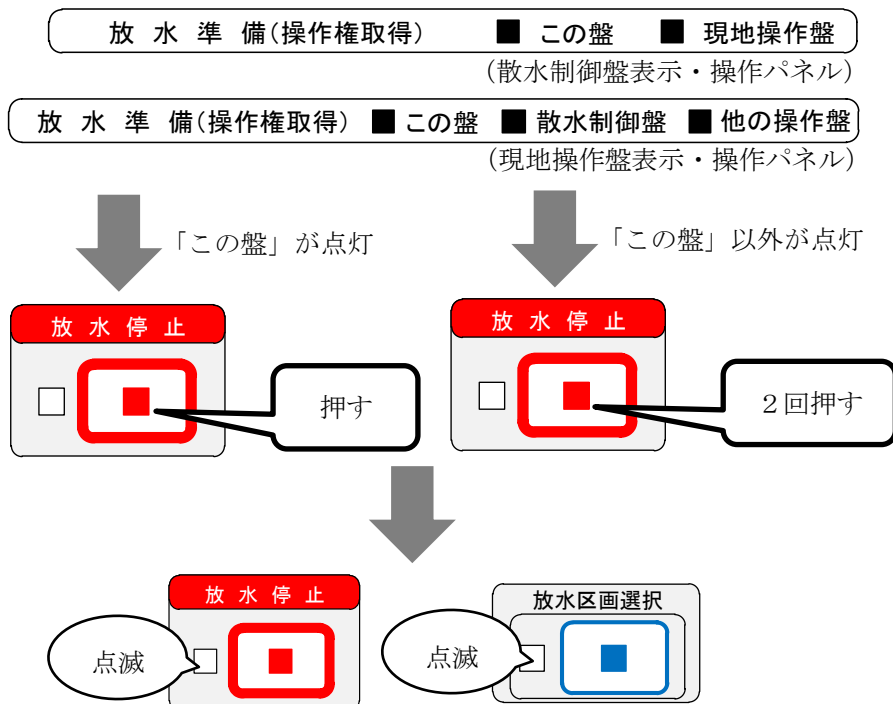 放 水 準 備(操作権取得) ■ この盤 ■ 現地操作盤
(散水制御盤表示・操作パネル)
放 水 準 備(操作権取得) ■ この盤 ■ 散水制御盤 ■ 他の操作盤
(現地操作盤表示・操作パネル)
「この盤」が点灯
「この盤」以外が点灯
放 水 停 止
押す
放 水 停 止
2回押す
放 水 停 止
点滅
放水区画選択
点滅